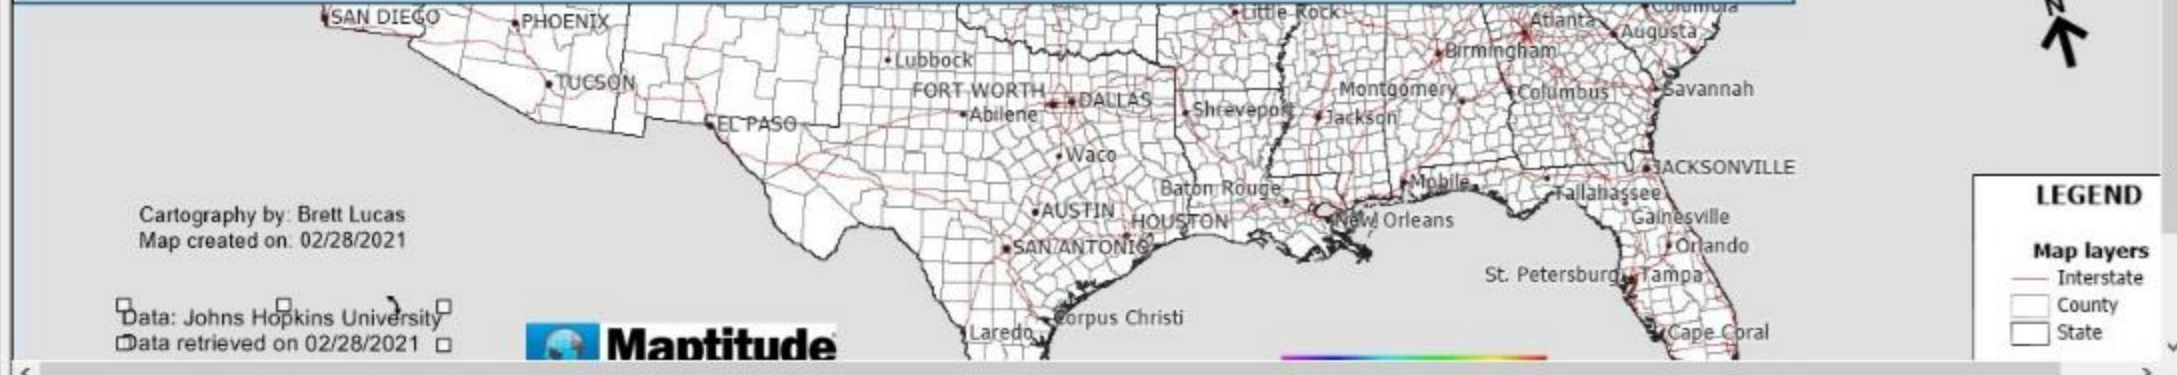 SAN DIEGO
PHOENIX
Little Rock
Atlanta
Columbia
Augusta
N
Birmingham
Lubbock
TUCSON
FORT WORTH
DALLAS
Montgomery
Columbus
Savannah
Abilene
Shreveport
Jackson
EL PASO
Waco
JACKSONVILLE
Baton Rouge
Mobile
Tallahassee
LEGEND
Cartography by: Brett Lucas
AUSTIN
HOUSTON
New Orleans
Gainesville
Map created on: 02/28/2021
SAN ANTONIO
Orlando
Map layers
St. Petersburg
Tampa
Interstate
County
Data: Johns Hopkins University
Corpus Christi
Laredo
Cape Coral
State
Data retrieved on 02/28/2021
Maptitude